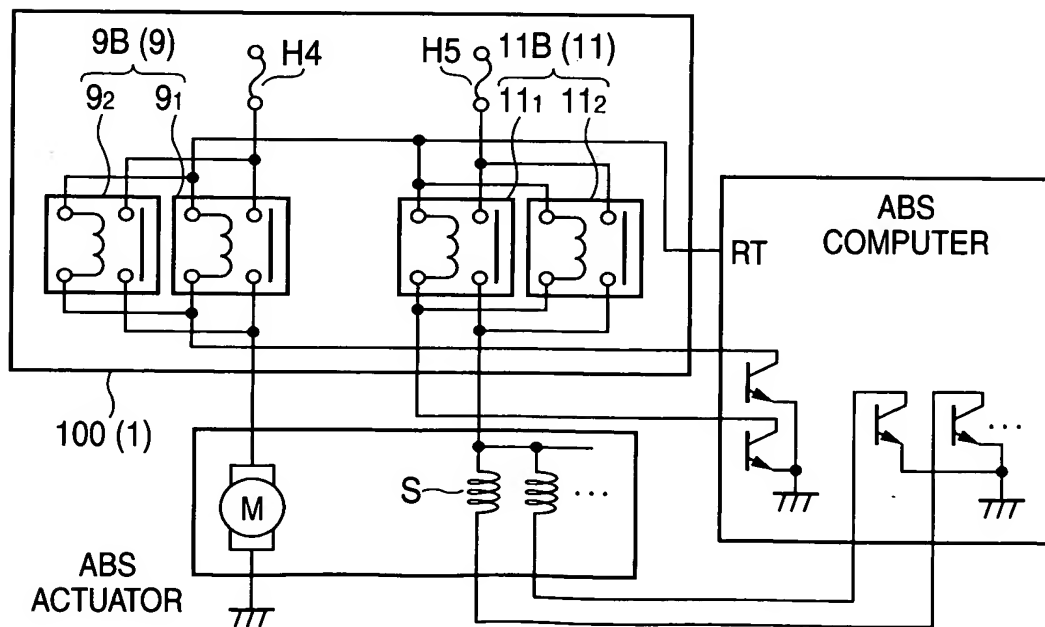 9B (9)
H4
H5
11B (11)
9₂
9₁
11₁
11₂
ABS
COMPUTER
RT
100 (1)
S
...
...
M
ABS
ACTUATOR